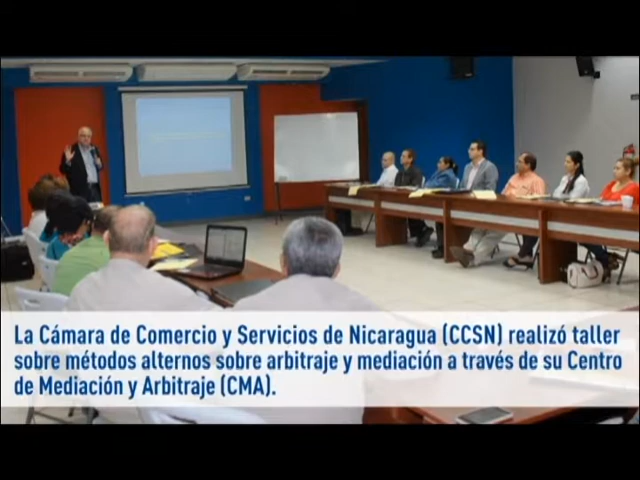 La Cámara de Comercio y Servicios de Nicaragua (CCSN) realizó taller
sobre métodos alternos sobre arbitraje y mediación a través de su Centro
de Mediación y Arbitraje (CMA).